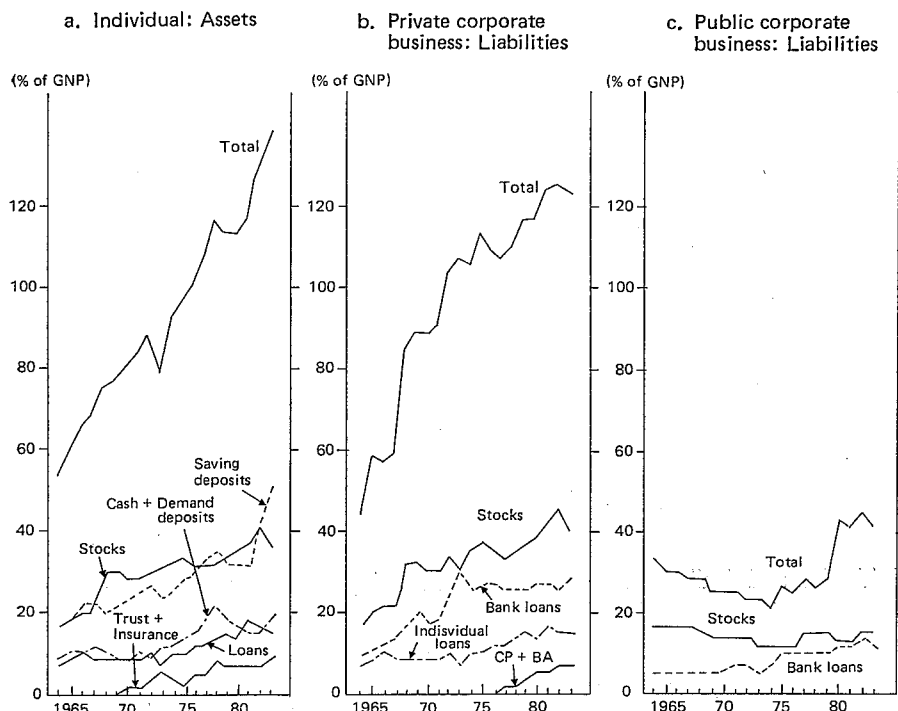 a. Individual: Assets
(% of GNP)
120
100
80
60
40
20
0
Total
Saving
deposits
Cash + Demand
deposits
Stocks
Trust +
Insurance
Loans
1965 70 75 80
b. Private corporate
business: Liabilities
(% of GNP)
120
100
80
60
40
20
0
Total
Stocks
Bank loans
Individual
loans
CP + BA
1965 70 75 80
c. Public corporate
business: Liabilities
(% of GNP)
120
100
80
60
40
20
0
Total
Stocks
Bank loans
1965 70 75 80